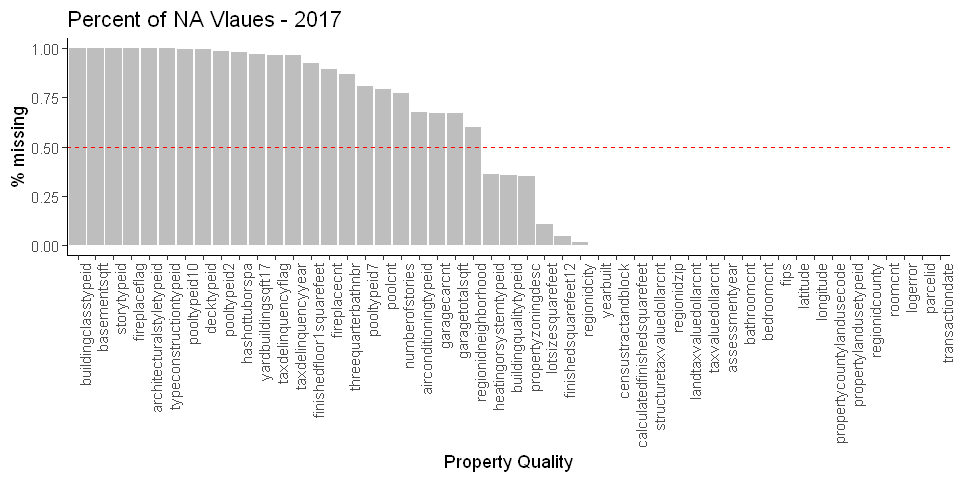 Percent of NA Vlaues - 2017
% missing
1.00
0.75
0.50
0.25
0.00
buildingclasstypeid
basementsqft
storytypeid
fireplaceflag
architecturalstyletypeid
typeconstructiontypeid
pooltypeid10
decktypeid
pooltypeid2
hashottuborspa
yardbuildingsqft17
taxdelinquencyflag
taxdelinquencyyear
finishedfloor1squarefeet
fireplacecnt
threequarterbathnbr
pooltypeid7
poolcnt
numberofstories
airconditioningtypeid
garagecarcnt
garagetotalsqft
regionidneighborhood
heatingorsystemtypeid
buildingqualitytypeid
propertyzoningdesc
lotsizesquarefeet
finishedsquarefeet12
regionidcity
yearbuilt
censustractandblock
calculatedfinishedsquarefeet
structuretaxvaluedollarcnt
regionidzip
landtaxvaluedollarcnt
taxvaluedollarcnt
assessmentyear
bathroomcnt
bedroomcnt
fips
latitude
longitude
propertycountylandusecode
propertylandusetypeid
regionidcounty
roomcnt
logerror
parcelid
transactiondate
Property Quality